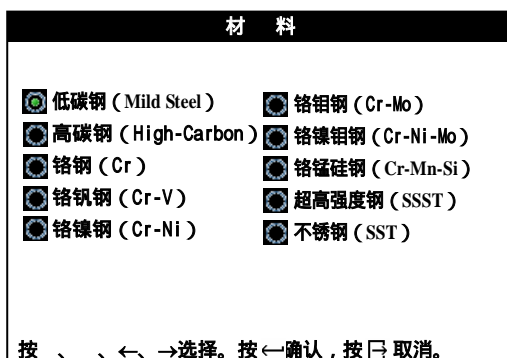 材 料
低碳钢（Mild Steel）
高碳钢（High-Carbon）
铬钢（Cr）
铬钒钢（Cr-V）
铬镍钢（Cr-Ni）
铬钼钢（Cr-Mo）
铬镍钼钢（Cr-Ni-Mo）
铬锰硅钢（Cr-Mn-Si）
超高强度钢（SSST）
不锈钢（SST）
按 、 、←、→选择。按 确认，按 取消。